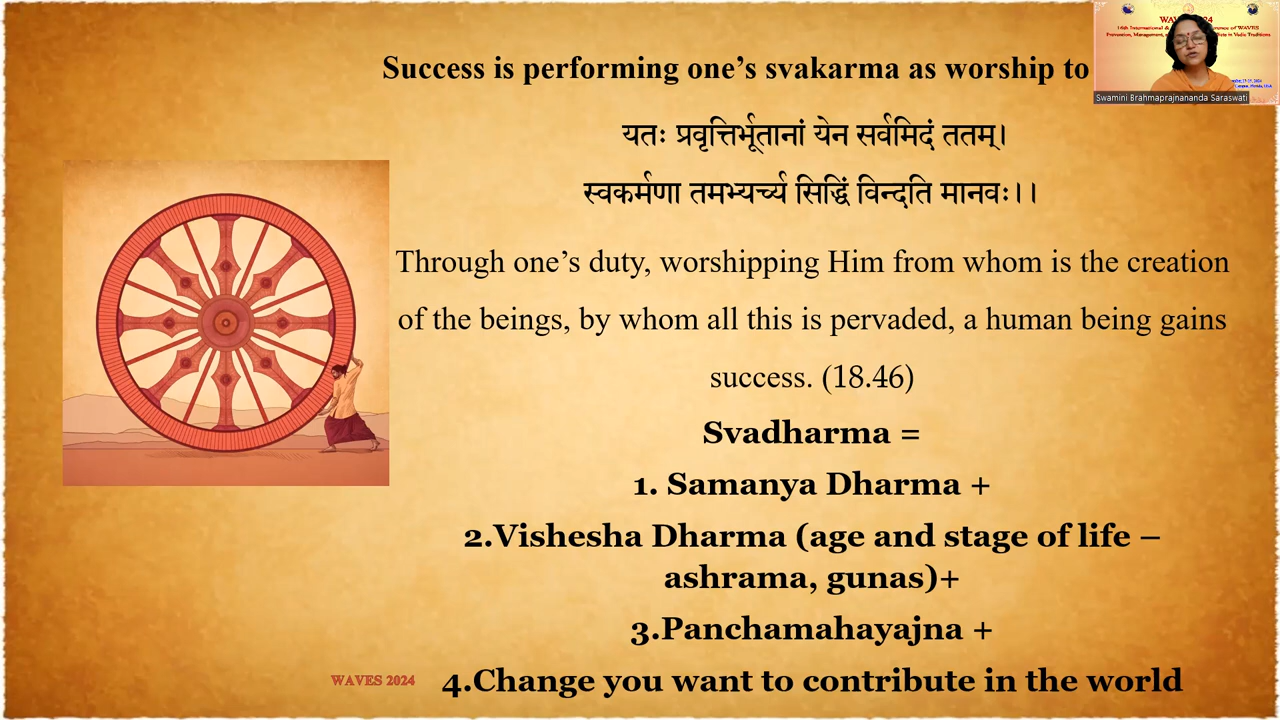 Success is performing one’s svakarma as worship to
यतः प्रवृत्तिर्भूतानां येन सर्वमिदं ततम्।
स्वकर्मणा तमभ्यर्च्य सिद्धिं विन्दति मानवः।।
Through one’s duty, worshipping Him from whom is the creation
of the beings, by whom all this is pervaded, a human being gains
success. (18.46)
Svadharma =
1. Samanya Dharma +
2.Vishesha Dharma (age and stage of life –
ashrama, gunas)+
3.Panchamahayajna +
4.Change you want to contribute in the world
WAVES 2024
Swamini Brahmaprajnananda Saraswati